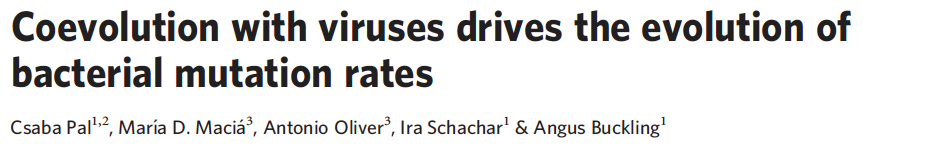 Coevolution with viruses drives the evolution of
bacterial mutation rates
Csaba Pal¹,², María D. Maciá³, Antonio Oliver³, Ira Schachar¹ & Angus Buckling¹